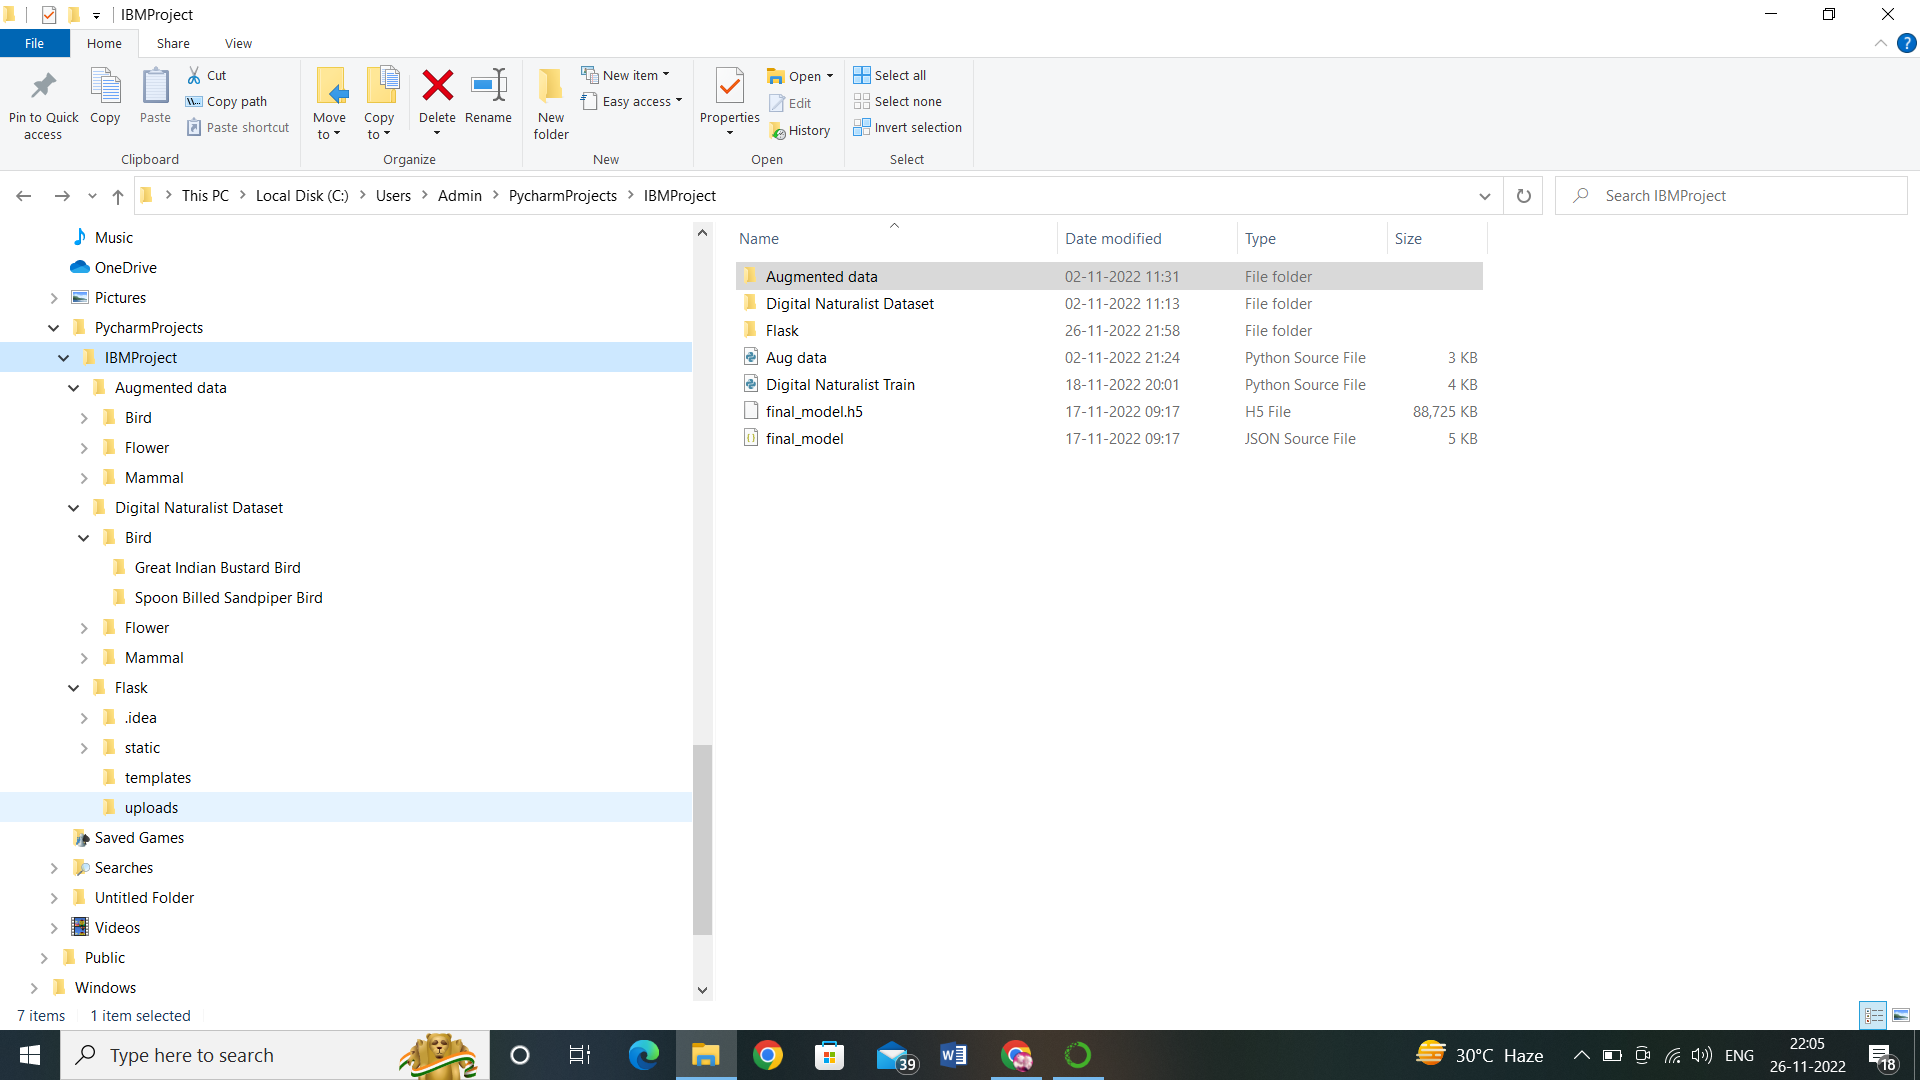 IBMProject
File Home Share View
Pin to Quick access
Copy
Paste
Cut
Copy path
Paste shortcut
Clipboard
Move to
Copy to
Delete
Rename
Organize
New folder
New item
Easy access
New
Properties
Open
Edit
History
Open
Select all
Select none
Invert selection
Select
This PC > Local Disk (C:) > Users > Admin > PycharmProjects > IBMProject
Search IBMProject
Music
OneDrive
Pictures
PycharmProjects
IBMProject
Augmented data
Bird
Flower
Mammal
Digital Naturalist Dataset
Bird
Great Indian Bustard Bird
Spoon Billed Sandpiper Bird
Flower
Mammal
Flask
.idea
static
templates
uploads
Saved Games
Searches
Untitled Folder
Videos
Public
Windows
Name Date modified Type Size
Augmented data 02-11-2022 11:31 File folder
Digital Naturalist Dataset 02-11-2022 11:13 File folder
Flask 26-11-2022 21:58 File folder
Aug data 02-11-2022 21:24 Python Source File 3 KB
Digital Naturalist Train 18-11-2022 20:01 Python Source File 4 KB
final_model.h5 17-11-2022 09:17 H5 File 88,725 KB
final_model 17-11-2022 09:17 JSON Source File 5 KB
7 items 1 item selected
Type here to search
39
30°C Haze
ENG
22:05
26-11-2022
18